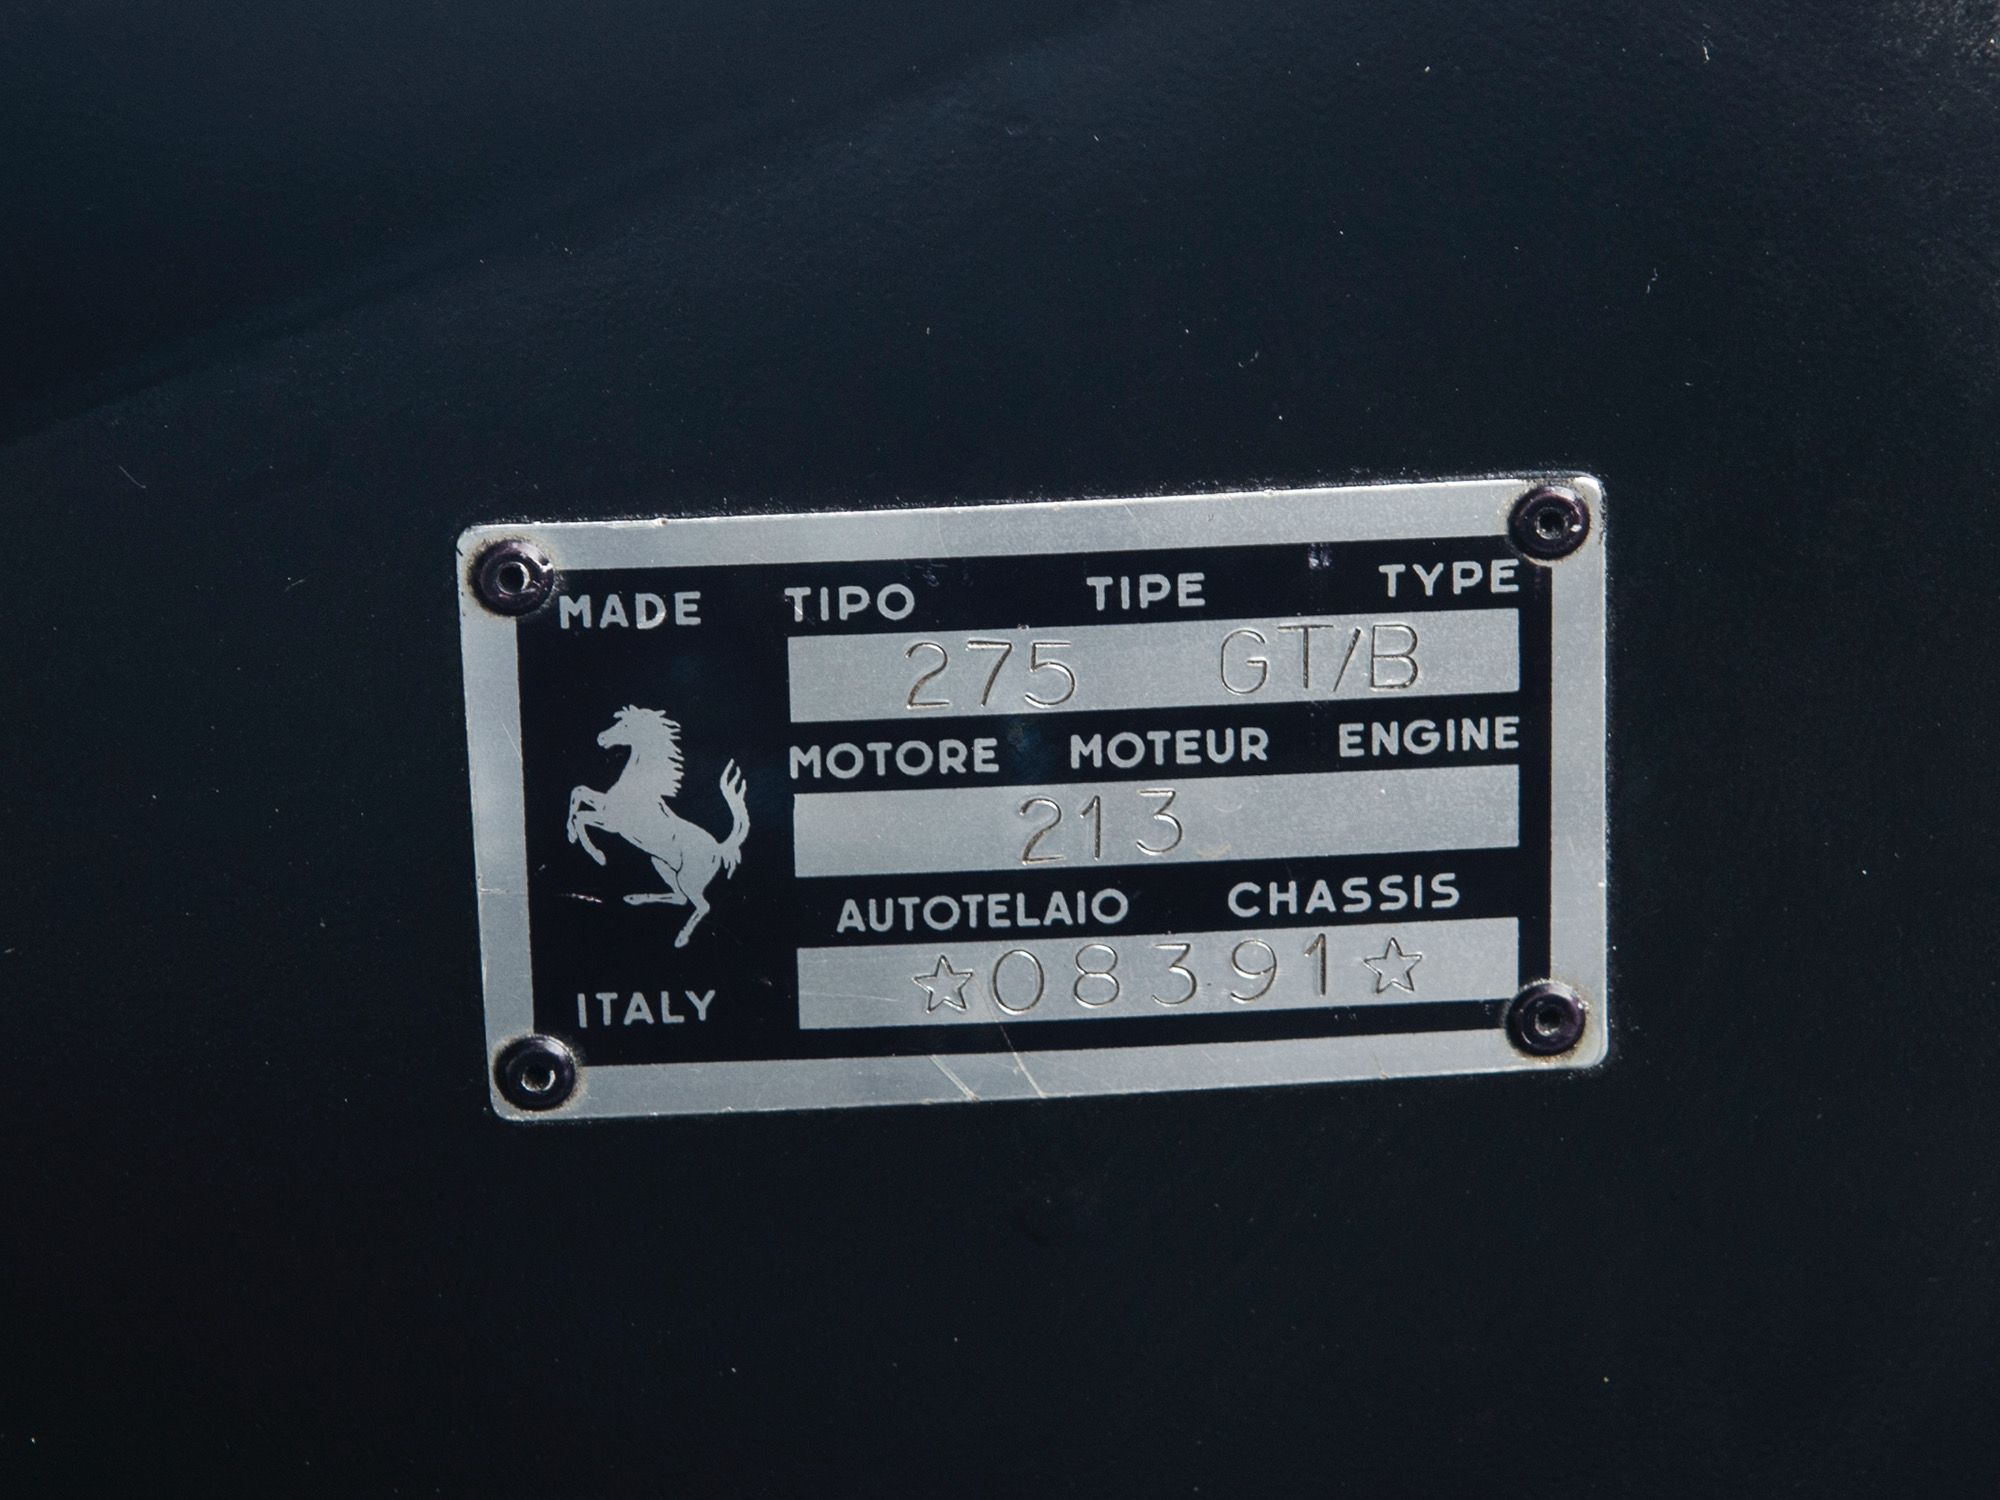 MADE TIPO TIPE TYPE
275 GT/B
MOTORE MOTEUR ENGINE
213
AUTOTELAIO CHASSIS
☆08391☆
ITALY